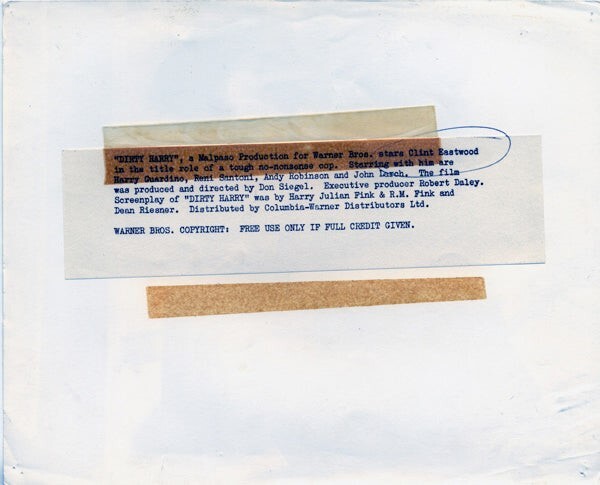 "DIRTY HARRY", a Malpaso Production for Warner Bros. stars Clint Eastwood
in the title role of a tough no-nonsense cop. Starring with him are
Harry Guardino, Reni Santoni, Andy Robinson and John Larch. The film
was produced and directed by Don Siegel. Executive producer Robert Daley.
Screenplay of "DIRTY HARRY" was by Harry Julian Fink & R.M. Fink and
Dean Riesner. Distributed by Columbia-Warner Distributors Ltd.
WARNER BROS. COPYRIGHT: FREE USE ONLY IF FULL CREDIT GIVEN.